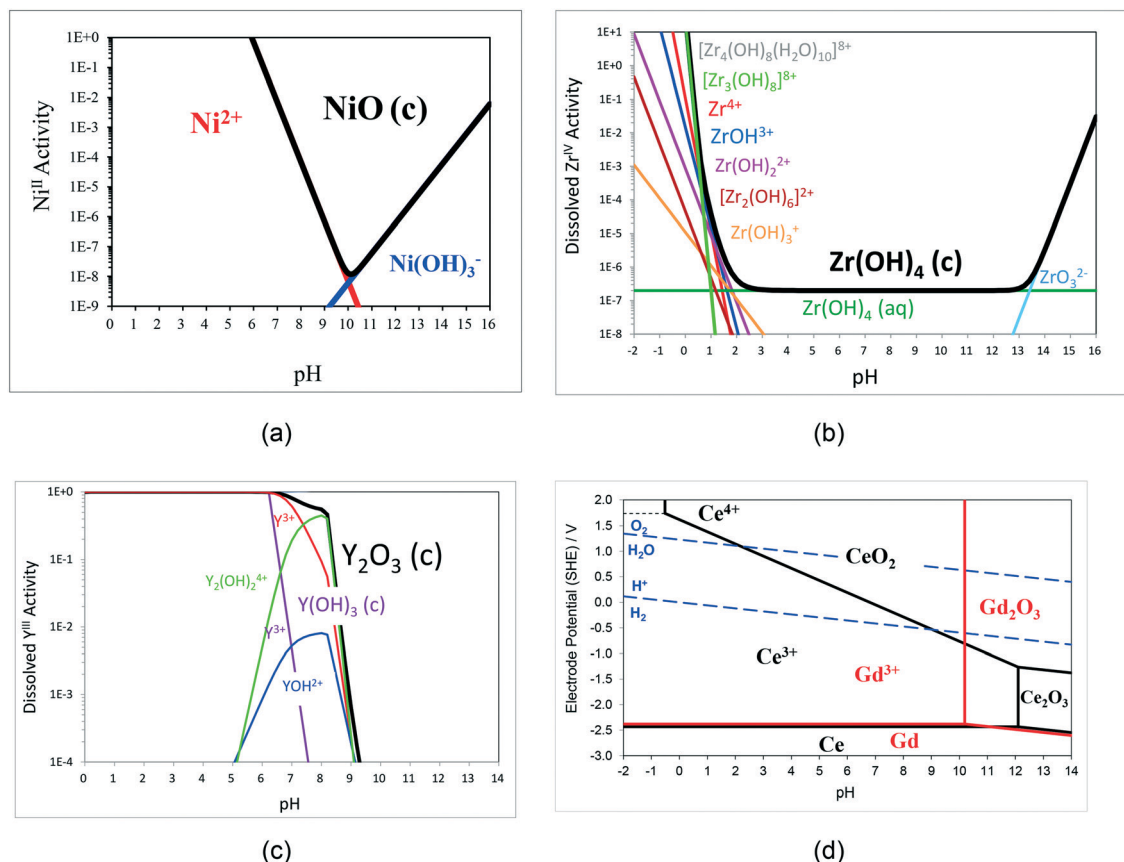 1E+0
1E-1
1E-2
1E-3
1E-4
1E-5
1E-6
1E-7
1E-8
1E-9
Ni^II Activity
Ni²⁺
NiO (c)
Ni(OH)₃⁻
0 1 2 3 4 5 6 7 8 9 10 11 12 13 14 15 16
pH
(a)
1E+1
1E+0
1E-1
1E-2
1E-3
1E-4
1E-5
1E-6
1E-7
1E-8
Dissolved Zr^IV Activity
[Zr₄(OH)₈(H₂O)₁₀]⁸⁺
[Zr₃(OH)₈]⁸⁺
Zr⁴⁺
ZrOH³⁺
Zr(OH)₂²⁺
[Zr₂(OH)₆]²⁺
Zr(OH)₃⁺
Zr(OH)₄ (c)
ZrO₃²⁻
Zr(OH)₄ (aq)
-2 -1 0 1 2 3 4 5 6 7 8 9 10 11 12 13 14 15 16
pH
(b)
1E+0
1E-1
1E-2
1E-3
1E-4
Dissolved Y^III Activity
Y³⁺
Y₂O₃ (c)
Y₂(OH)₂⁴⁺
Y(OH)₃ (c)
Y³⁺
YOH²⁺
0 1 2 3 4 5 6 7 8 9 10 11 12 13 14
pH
(c)
2.0
1.5
1.0
0.5
0.0
-0.5
-1.0
-1.5
-2.0
-2.5
-3.0
Electrode Potential (SHE) / V
Ce⁴⁺
O₂
H₂O
CeO₂
H⁺
H₂
Gd₂O₃
Ce³⁺
Gd³⁺
Ce₂O₃
Ce
Gd
-2 0 2 4 6 8 10 12 14
pH
(d)